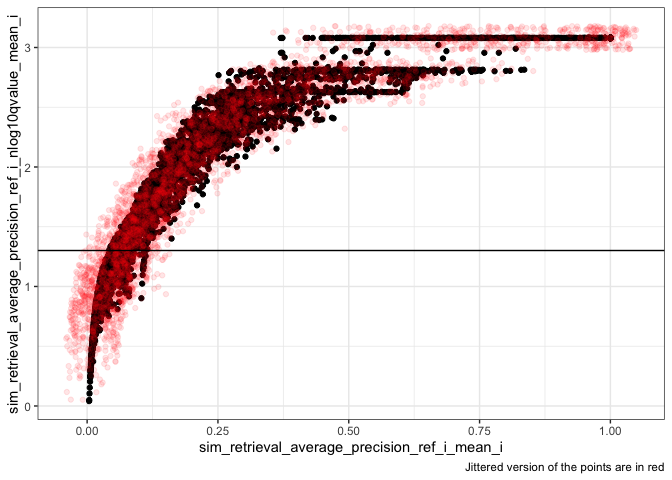 3
2
1
0
sim_retrieval_average_precision_ref_i_nlog10qvalue_mean_i
0.00 0.25 0.50 0.75 1.00
sim_retrieval_average_precision_ref_i_mean_i
Jittered version of the points are in red